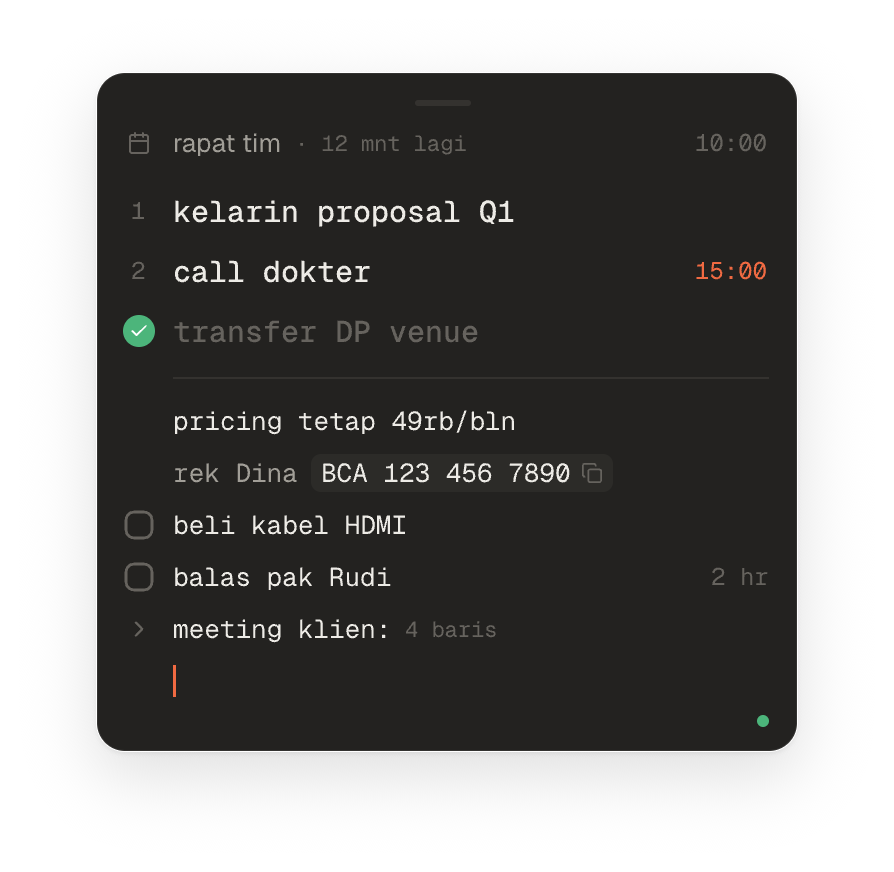 rapat tim · 12 mnt lagi 10:00
1 kelarin proposal Q1
2 call dokter 15:00
transfer DP venue
pricing tetap 49rb/bln
rek Dina BCA 123 456 7890
beli kabel HDMI
balas pak Rudi 2 hr
meeting klien: 4 baris